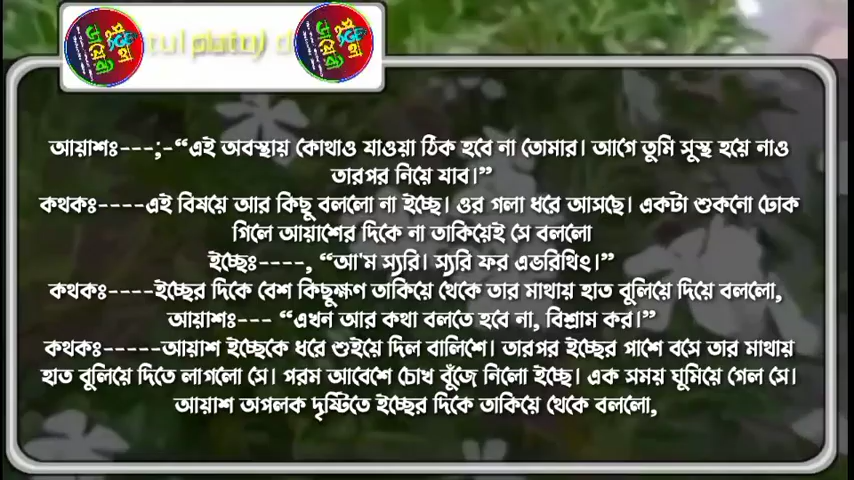 পুতুল ডায়েরী
পুতুল ডায়েরী
আয়াশঃ---;-“এই অবস্থায় কোথাও যাওয়া ঠিক হবে না তোমার। আগে তুমি সুস্থ হয়ে নাও
তারপর নিয়ে যাব।”
কথকঃ----এই বিষয়ে আর কিছু বললো না ইচ্ছে। ওর গলা ধরে আসছে। একটা শুকনো ঢোক
গিলে আয়াশের দিকে না তাকিয়েই সে বললো
ইচ্ছেঃ----, “আ'ম স্যরি। স্যরি ফর এভরিথিং।”
কথকঃ----ইচ্ছের দিকে বেশ কিছুক্ষণ তাকিয়ে থেকে তার মাথায় হাত বুলিয়ে দিয়ে বললো,
আয়াশঃ--- “এখন আর কথা বলতে হবে না, বিশ্রাম কর।”
কথকঃ-----আয়াশ ইচ্ছেকে ধরে শুইয়ে দিল বালিশে। তারপর ইচ্ছের পাশে বসে তার মাথায়
হাত বুলিয়ে দিতে লাগলো সে। পরম আবেশে চোখ বুঁজে নিলো ইচ্ছে। এক সময় ঘুমিয়ে গেল সে।
আয়াশ অপলক দৃষ্টিতে ইচ্ছের দিকে তাকিয়ে থেকে বললো,